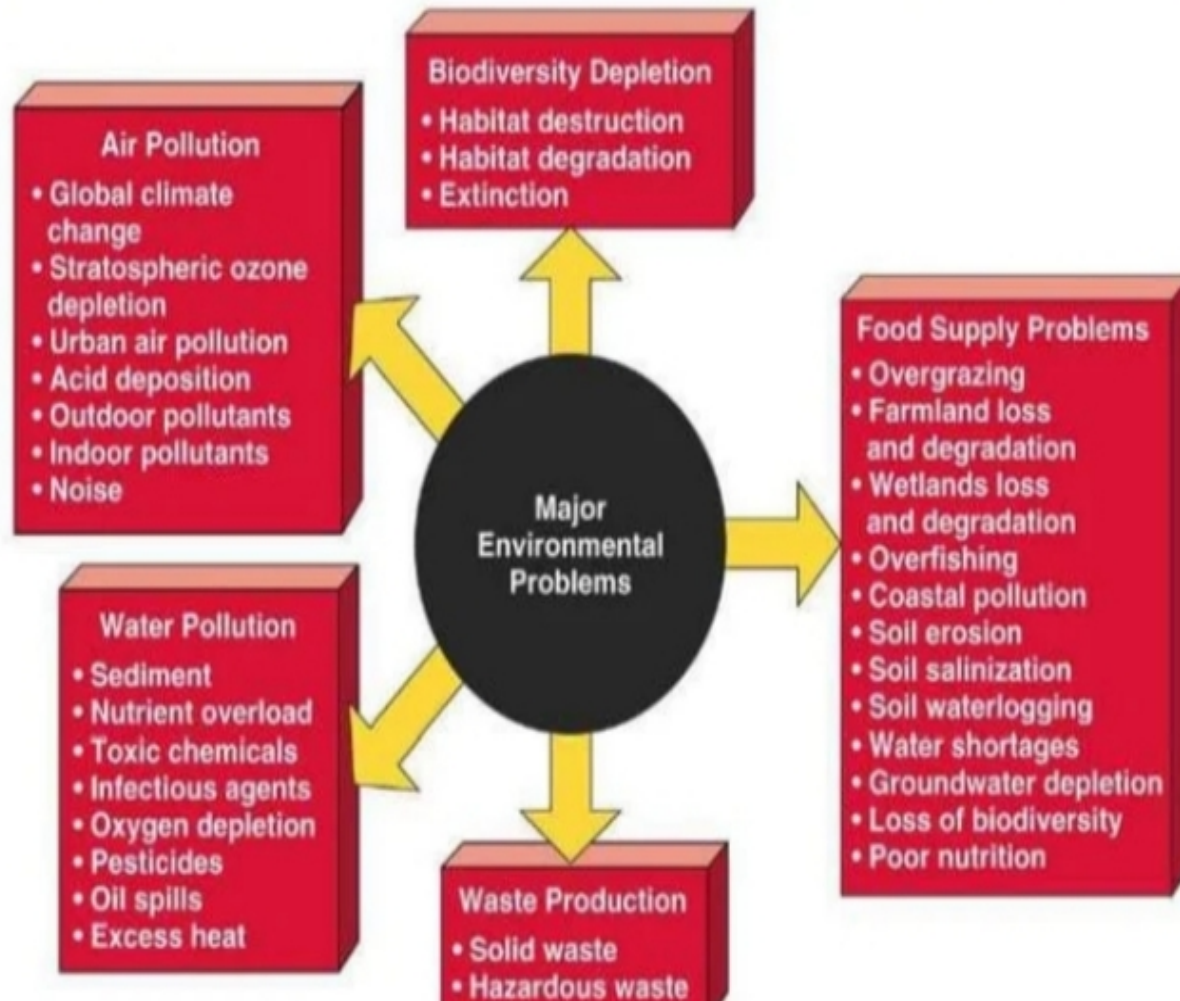 Biodiversity Depletion
• Habitat destruction
• Habitat degradation
• Extinction
Air Pollution
• Global climate
change
• Stratospheric ozone
depletion
• Urban air pollution
• Acid deposition
• Outdoor pollutants
• Indoor pollutants
• Noise
Food Supply Problems
• Overgrazing
• Farmland loss
and degradation
• Wetlands loss
and degradation
• Overfishing
• Coastal pollution
• Soil erosion
• Soil salinization
• Soil waterlogging
• Water shortages
• Groundwater depletion
• Loss of biodiversity
• Poor nutrition
Major
Environmental
Problems
Water Pollution
• Sediment
• Nutrient overload
• Toxic chemicals
• Infectious agents
• Oxygen depletion
• Pesticides
• Oil spills
• Excess heat
Waste Production
• Solid waste
• Hazardous waste